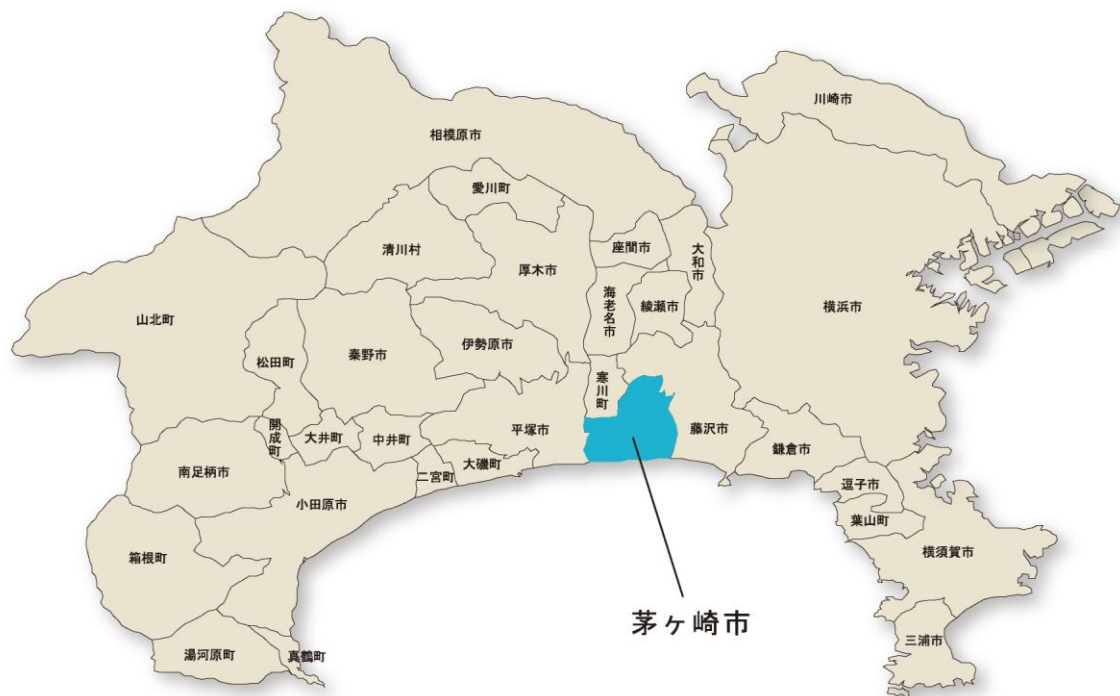 川崎市
相模原市
愛川町
清川村
座間市
大和市
厚木市
海老名市
綾瀬市
横浜市
山北町
松田町
秦野市
伊勢原市
寒川町
開成町
大井町
中井町
平塚市
藤沢市
鎌倉市
南足柄市
二宮町
大磯町
小田原市
逗子市
葉山町
横須賀市
箱根町
茅ヶ崎市
三浦市
湯河原町
真鶴町